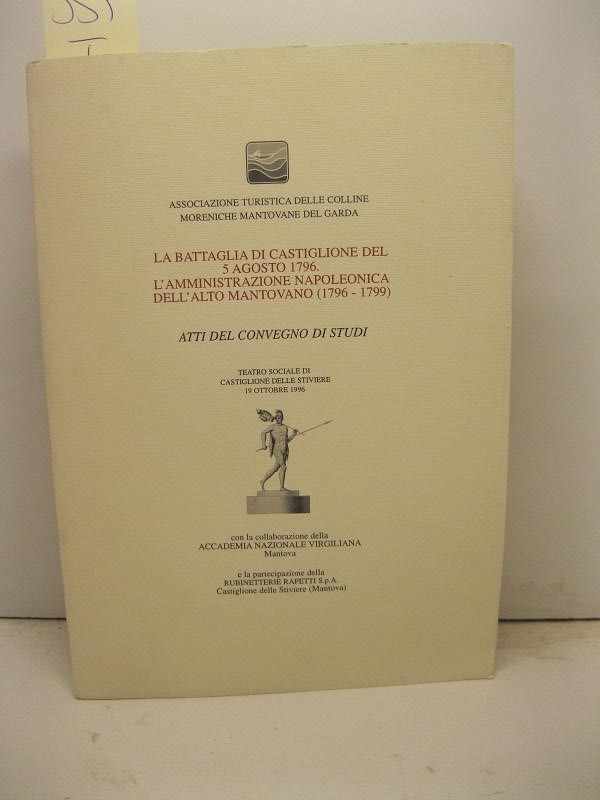 551
I
ASSOCIAZIONE TURISTICA DELLE COLLINE
MORENICHE MANTOVANE DEL GARDA
LA BATTAGLIA DI CASTIGLIONE DEL
5 AGOSTO 1796.
L'AMMINISTRAZIONE NAPOLEONICA
DELL'ALTO MANTOVANO (1796 - 1799)
ATTI DEL CONVEGNO DI STUDI
TEATRO SOCIALE DI
CASTIGLIONE DELLE STIVIERE
19 OTTOBRE 1996
con la collaborazione della
ACCADEMIA NAZIONALE VIRGILIANA
Mantova
e la partecipazione della
RUBINETTERIE RAPETTI S.p.A.
Castiglione delle Stiviere (Mantova)